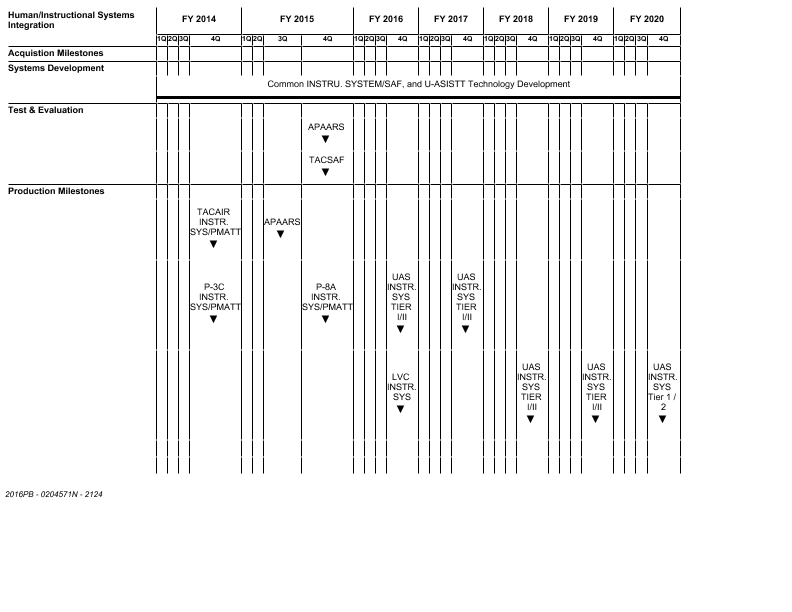 Human/Instructional Systems
Integration
FY 2014 FY 2015 FY 2016 FY 2017 FY 2018 FY 2019 FY 2020
1Q 2Q 3Q 4Q 1Q 2Q 3Q 4Q 1Q 2Q 3Q 4Q 1Q 2Q 3Q 4Q 1Q 2Q 3Q 4Q 1Q 2Q 3Q 4Q 1Q 2Q 3Q 4Q
Acquistion Milestones
Systems Development
Common INSTRU. SYSTEM/SAF, and U-ASISTT Technology Development
Test & Evaluation
APAARS
TACSAF
Production Milestones
TACAIR
INSTR.
SYS/PMATT
APAARS
P-3C
INSTR.
SYS/PMATT
P-8A
INSTR.
SYS/PMATT
UAS
INSTR.
SYS
TIER
I/II
UAS
INSTR.
SYS
TIER
I/II
LVC
INSTR.
SYS
UAS
INSTR.
SYS
TIER
I/II
UAS
INSTR.
SYS
TIER
I/II
UAS
INSTR.
SYS
Tier 1 /
2
2016PB - 0204571N - 2124